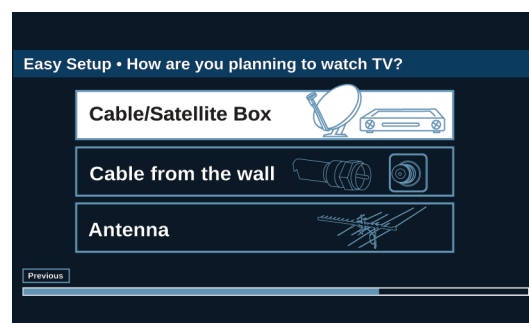 Easy Setup • How are you planning to watch TV?
Cable/Satellite Box
Cable from the wall
Antenna
Previous